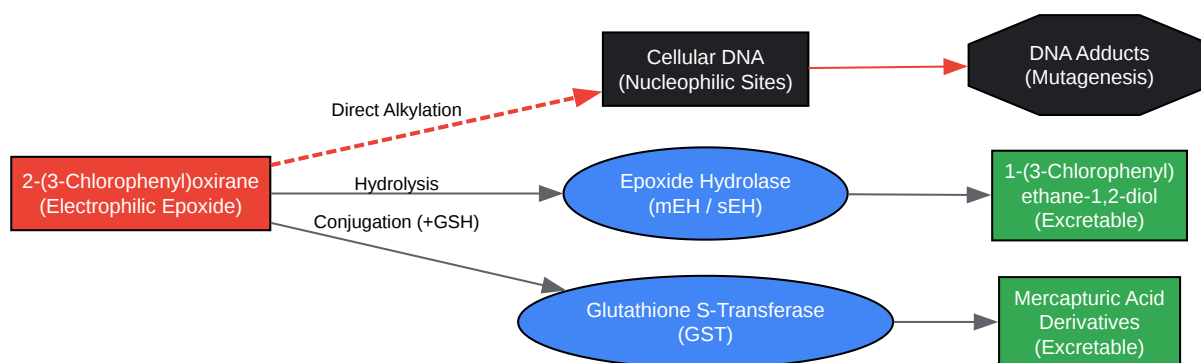 2-(3-Chlorophenyl)oxirane
(Electrophilic Epoxide)
Direct Alkylation
Cellular DNA
(Nucleophilic Sites)
DNA Adducts
(Mutagenesis)
Hydrolysis
Epoxide Hydrolase
(mEH / sEH)
1-(3-Chlorophenyl)
ethane-1,2-diol
(Excretable)
Conjugation (+GSH)
Glutathione S-Transferase
(GST)
Mercapturic Acid
Derivatives
(Excretable)